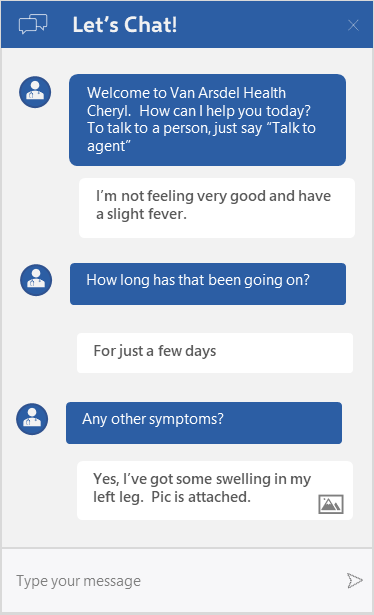 Let's Chat!
Welcome to Van Arsdel Health
Cheryl.  How can I help you today?
To talk to a person, just say “Talk to
agent”
I'm not feeling very good and have
a slight fever.
How long has that been going on?
For just a few days
Any other symptoms?
Yes, I've got some swelling in my
left leg.  Pic is attached.
Type your message